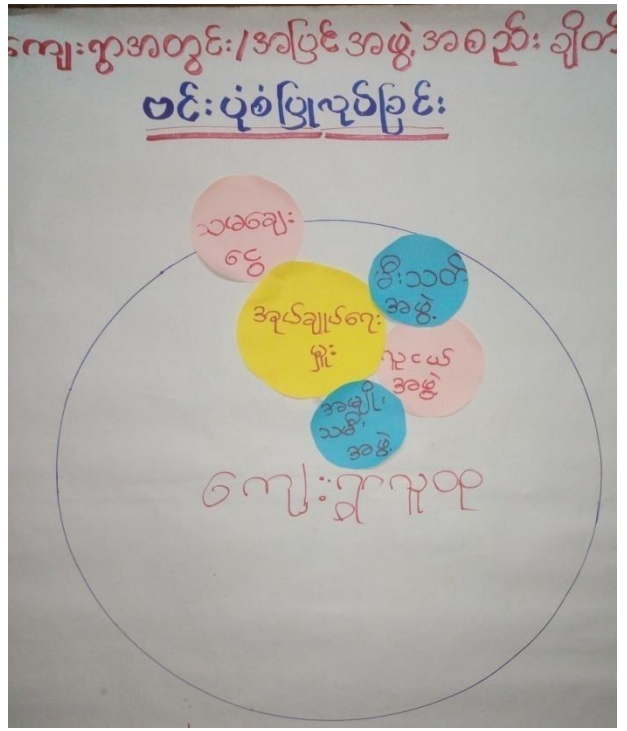 ကျေးရွာအတွင်း/အပြင်အဖွဲ့အစည်း ချိတ်
ဗင်းပုံစံပြုလုပ်ခြင်း
သမချေး
ငွေ
မီးသတ်
အဖွဲ့
အုပ်ချုပ်ရေး
မှူး
လူငယ်
အဖွဲ့
အမျိုး
သမီး
အဖွဲ့
ကျေးရွာလူထု